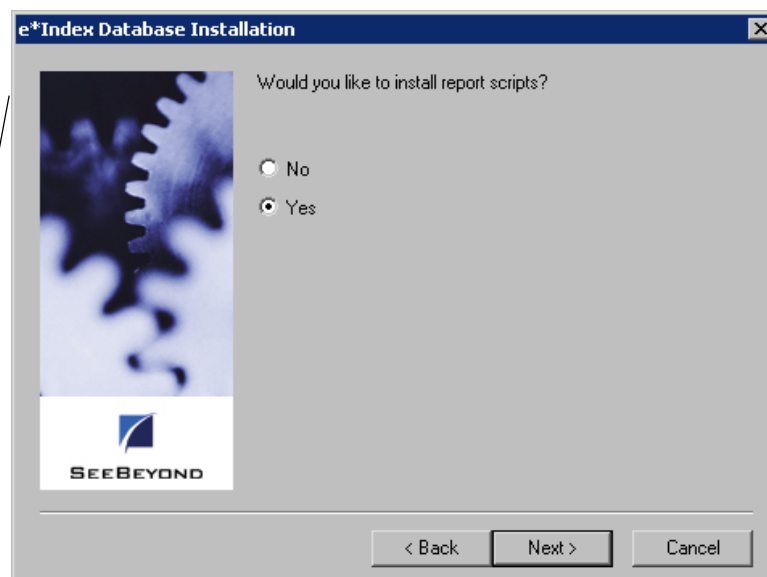 e*Index Database Installation
Would you like to install report scripts?
No
Yes
SEEBEYOND
< Back
Next >
Cancel